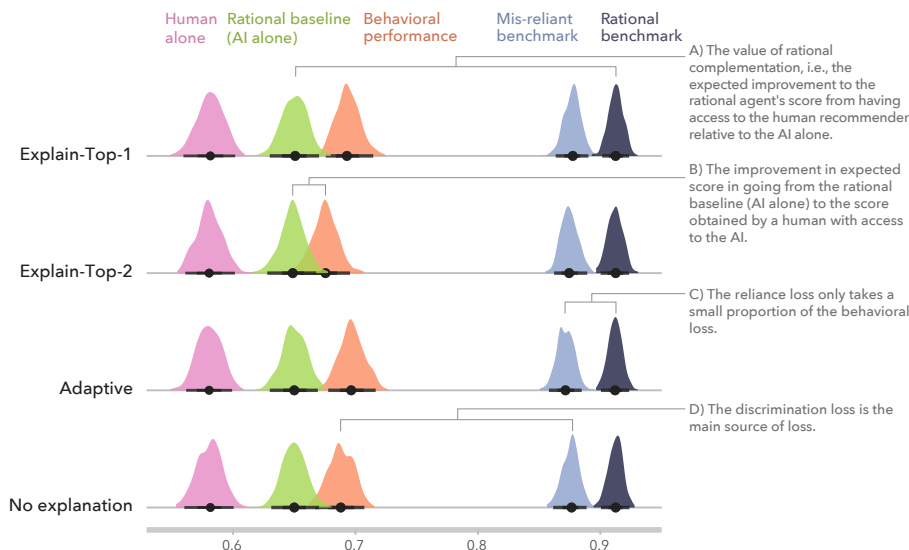 Human
alone
Rational baseline
(AI alone)
Behavioral
performance
Mis-reliant
benchmark
Rational
benchmark
A) The value of rational
complementation, i.e., the
expected improvement to the
rational agent's score from having
access to the human recommender
relative to the AI alone.
Explain-Top-1
B) The improvement in expected
score in going from the rational
baseline (AI alone) to the score
obtained by a human with access
to the AI.
Explain-Top-2
C) The reliance loss only takes a
small proportion of the behavioral
loss.
Adaptive
D) The discrimination loss is the
main source of loss.
No explanation
0.6 0.7 0.8 0.9